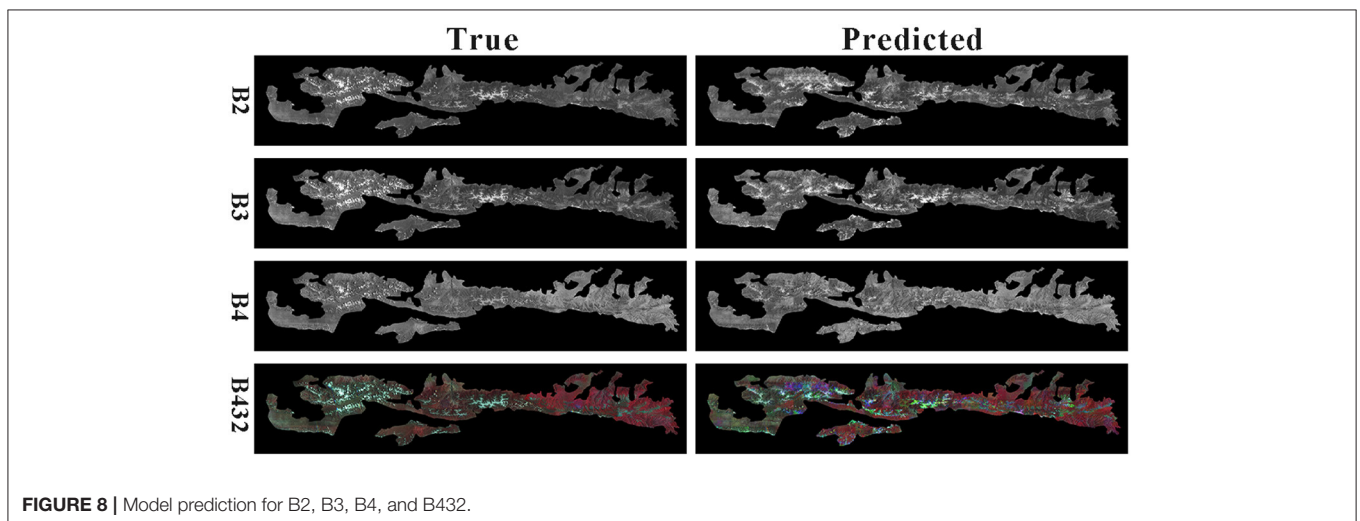 True Predicted
B2
B3
B4
B432
FIGURE 8 | Model prediction for B2, B3, B4, and B432.